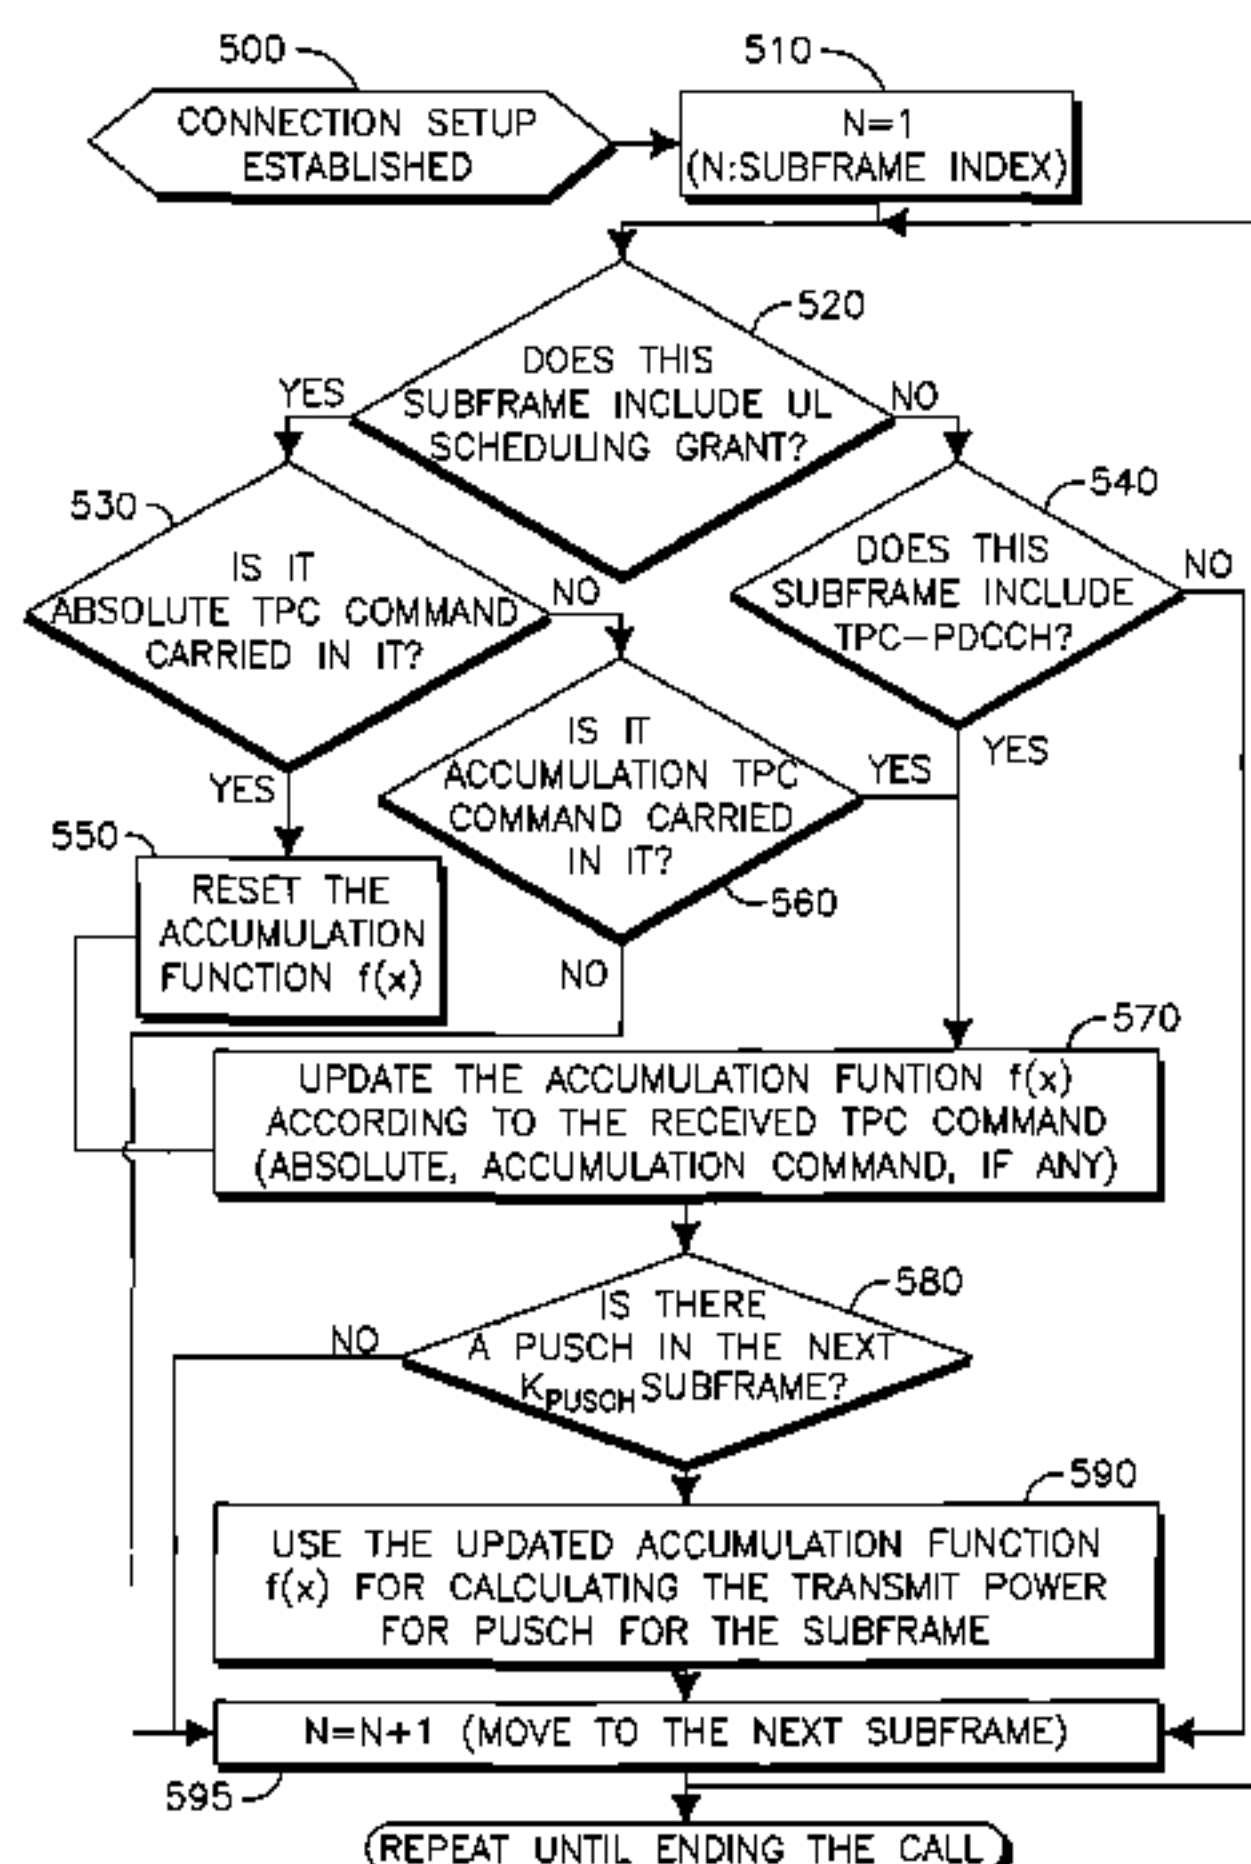 500
CONNECTION SETUP
ESTABLISHED
510
N=1
(N:SUBFRAME INDEX)
520
DOES THIS
SUBFRAME INCLUDE UL
SCHEDULING GRANT?
YES
NO
530
IS IT
ABSOLUTE TPC COMMAND
CARRIED IN IT?
NO
YES
540
DOES THIS
SUBFRAME INCLUDE
TPC-PDCCH?
NO
YES
IS IT
ACCUMULATION TPC
COMMAND CARRIED
IN IT?
YES
560
NO
550
RESET THE
ACCUMULATION
FUNCTION f(x)
570
UPDATE THE ACCUMULATION FUNTION f(x)
ACCORDING TO THE RECEIVED TPC COMMAND
(ABSOLUTE, ACCUMULATION COMMAND, IF ANY)
580
IS THERE
A PUSCH IN THE NEXT
KPUSCH SUBFRAME?
NO
590
USE THE UPDATED ACCUMULATION FUNCTION
f(x) FOR CALCULATING THE TRANSMIT POWER
FOR PUSCH FOR THE SUBFRAME
N=N+1 (MOVE TO THE NEXT SUBFRAME)
595
REPEAT UNTIL ENDING THE CALL